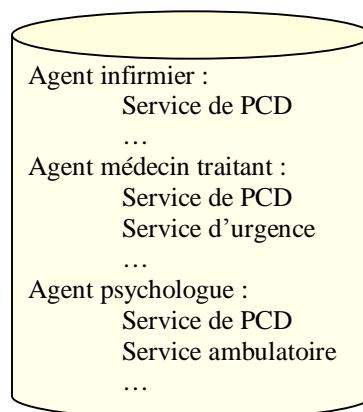 Agent infirmier :
Service de PCD
…
Agent médecin traitant :
Service de PCD
Service d’urgence
…
Agent psychologue :
Service de PCD
Service ambulatoire
…